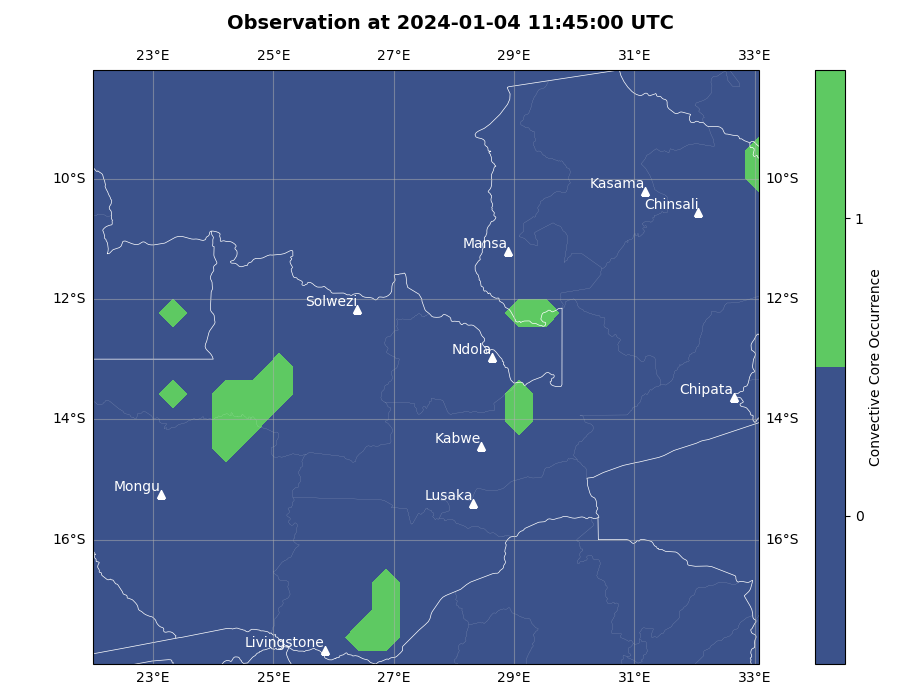 Observation at 2024-01-04 11:45:00 UTC
23°E 25°E 27°E 29°E 31°E 33°E
10°S 10°S
Kasama
Chinsali
1
Mansa
12°S 12°S
Solwezi
Ndola
Convective Core Occurrence
Chipata
14°S 14°S
Kabwe
Mongu
Lusaka
0
16°S 16°S
Livingstone
23°E 25°E 27°E 29°E 31°E 33°E